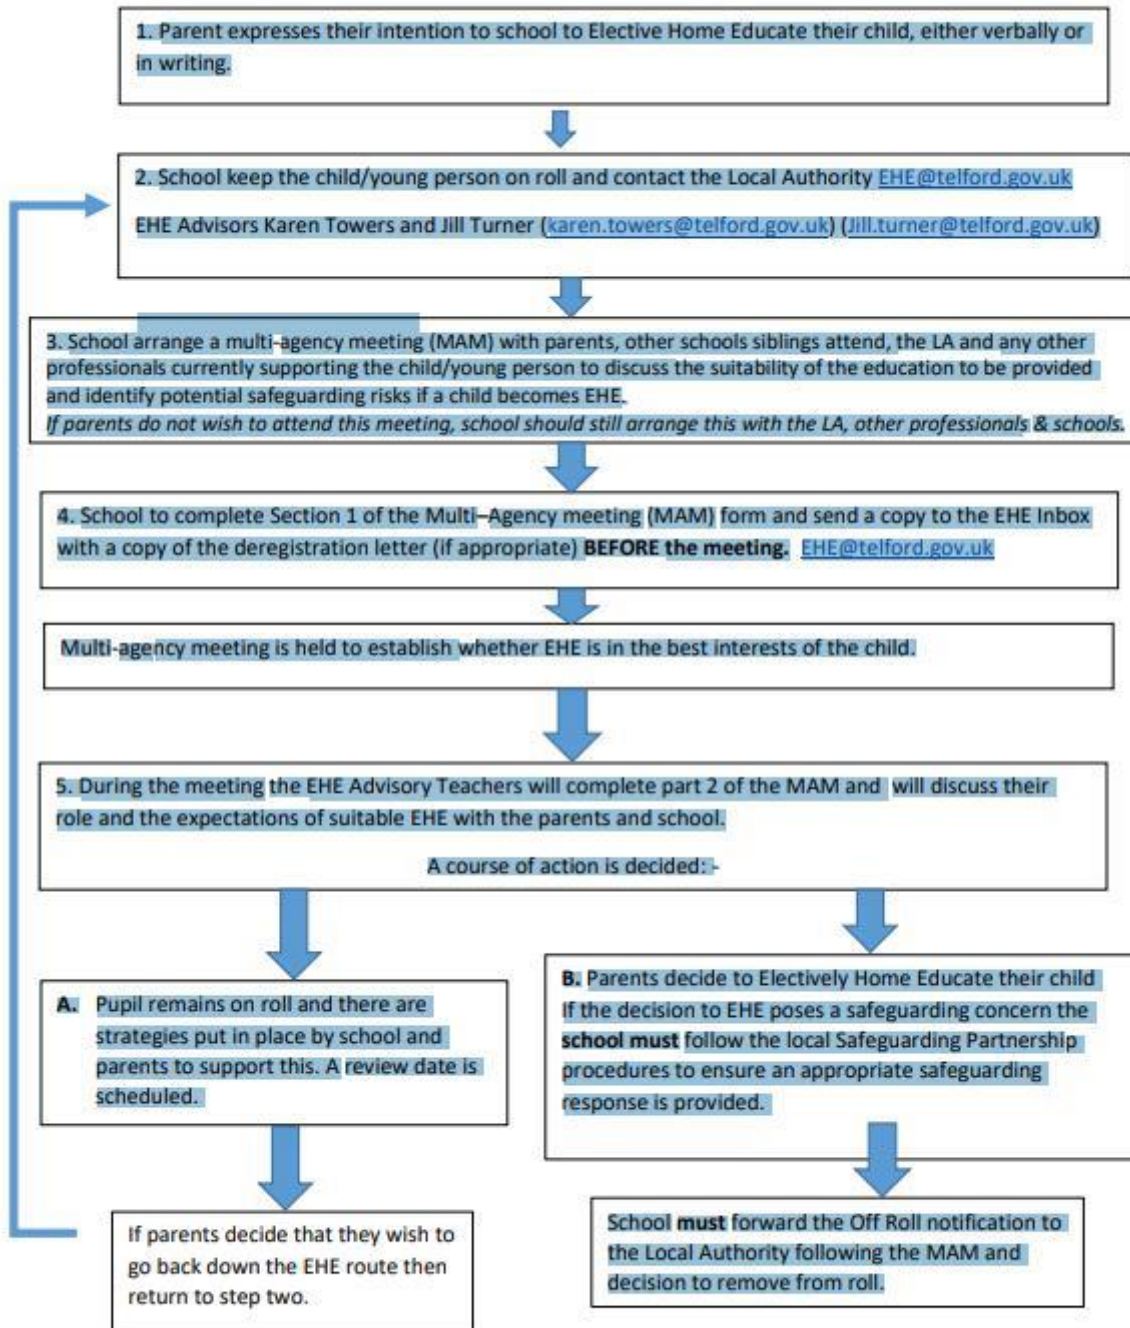 1. Parent expresses their intention to school to Elective Home Educate their child, either verbally or
in writing.
2. School keep the child/young person on roll and contact the Local Authority EHE@telford.gov.uk
EHE Advisors Karen Towers and Jill Turner (karen.towers@telford.gov.uk) (Jill.turner@telford.gov.uk)
3. School arrange a multi-agency meeting (MAM) with parents, other schools siblings attend, the LA and any other
professionals currently supporting the child/young person to discuss the suitability of the education to be provided
and identify potential safeguarding risks if a child becomes EHE.
If parents do not wish to attend this meeting, school should still arrange this with the LA, other professionals & schools.
4. School to complete Section 1 of the Multi–Agency meeting (MAM) form and send a copy to the EHE Inbox
with a copy of the deregistration letter (if appropriate) BEFORE the meeting. EHE@telford.gov.uk
Multi-agency meeting is held to establish whether EHE is in the best interests of the child.
5. During the meeting the EHE Advisory Teachers will complete part 2 of the MAM and will discuss their
role and the expectations of suitable EHE with the parents and school.
A course of action is decided: -
A. Pupil remains on roll and there are
strategies put in place by school and
parents to support this. A review date is
scheduled.
If parents decide that they wish to
go back down the EHE route then
return to step two.
B. Parents decide to Electively Home Educate their child
If the decision to EHE poses a safeguarding concern the
school must follow the local Safeguarding Partnership
procedures to ensure an appropriate safeguarding
response is provided.
School must forward the Off Roll notification to
the Local Authority following the MAM and
decision to remove from roll.